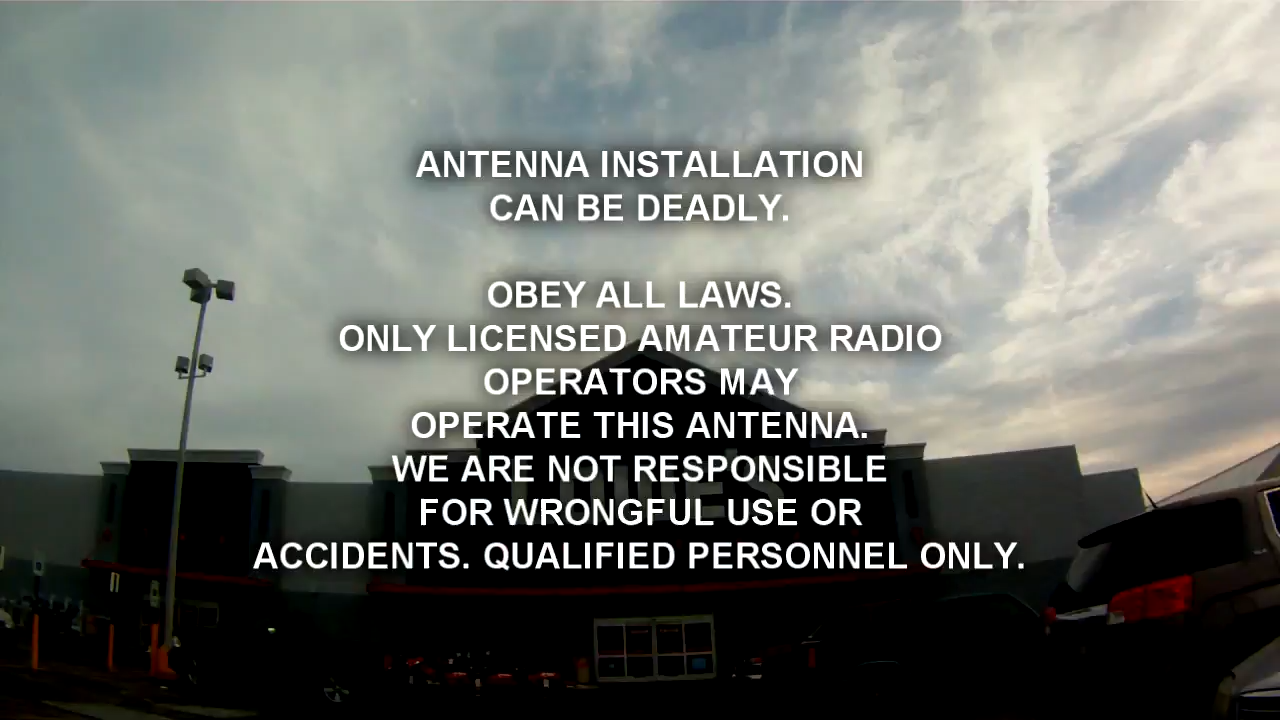 ANTENNA INSTALLATION
CAN BE DEADLY.
OBEY ALL LAWS.
ONLY LICENSED AMATEUR RADIO
OPERATORS MAY
OPERATE THIS ANTENNA.
WE ARE NOT RESPONSIBLE
FOR WRONGFUL USE OR
ACCIDENTS. QUALIFIED PERSONNEL ONLY.